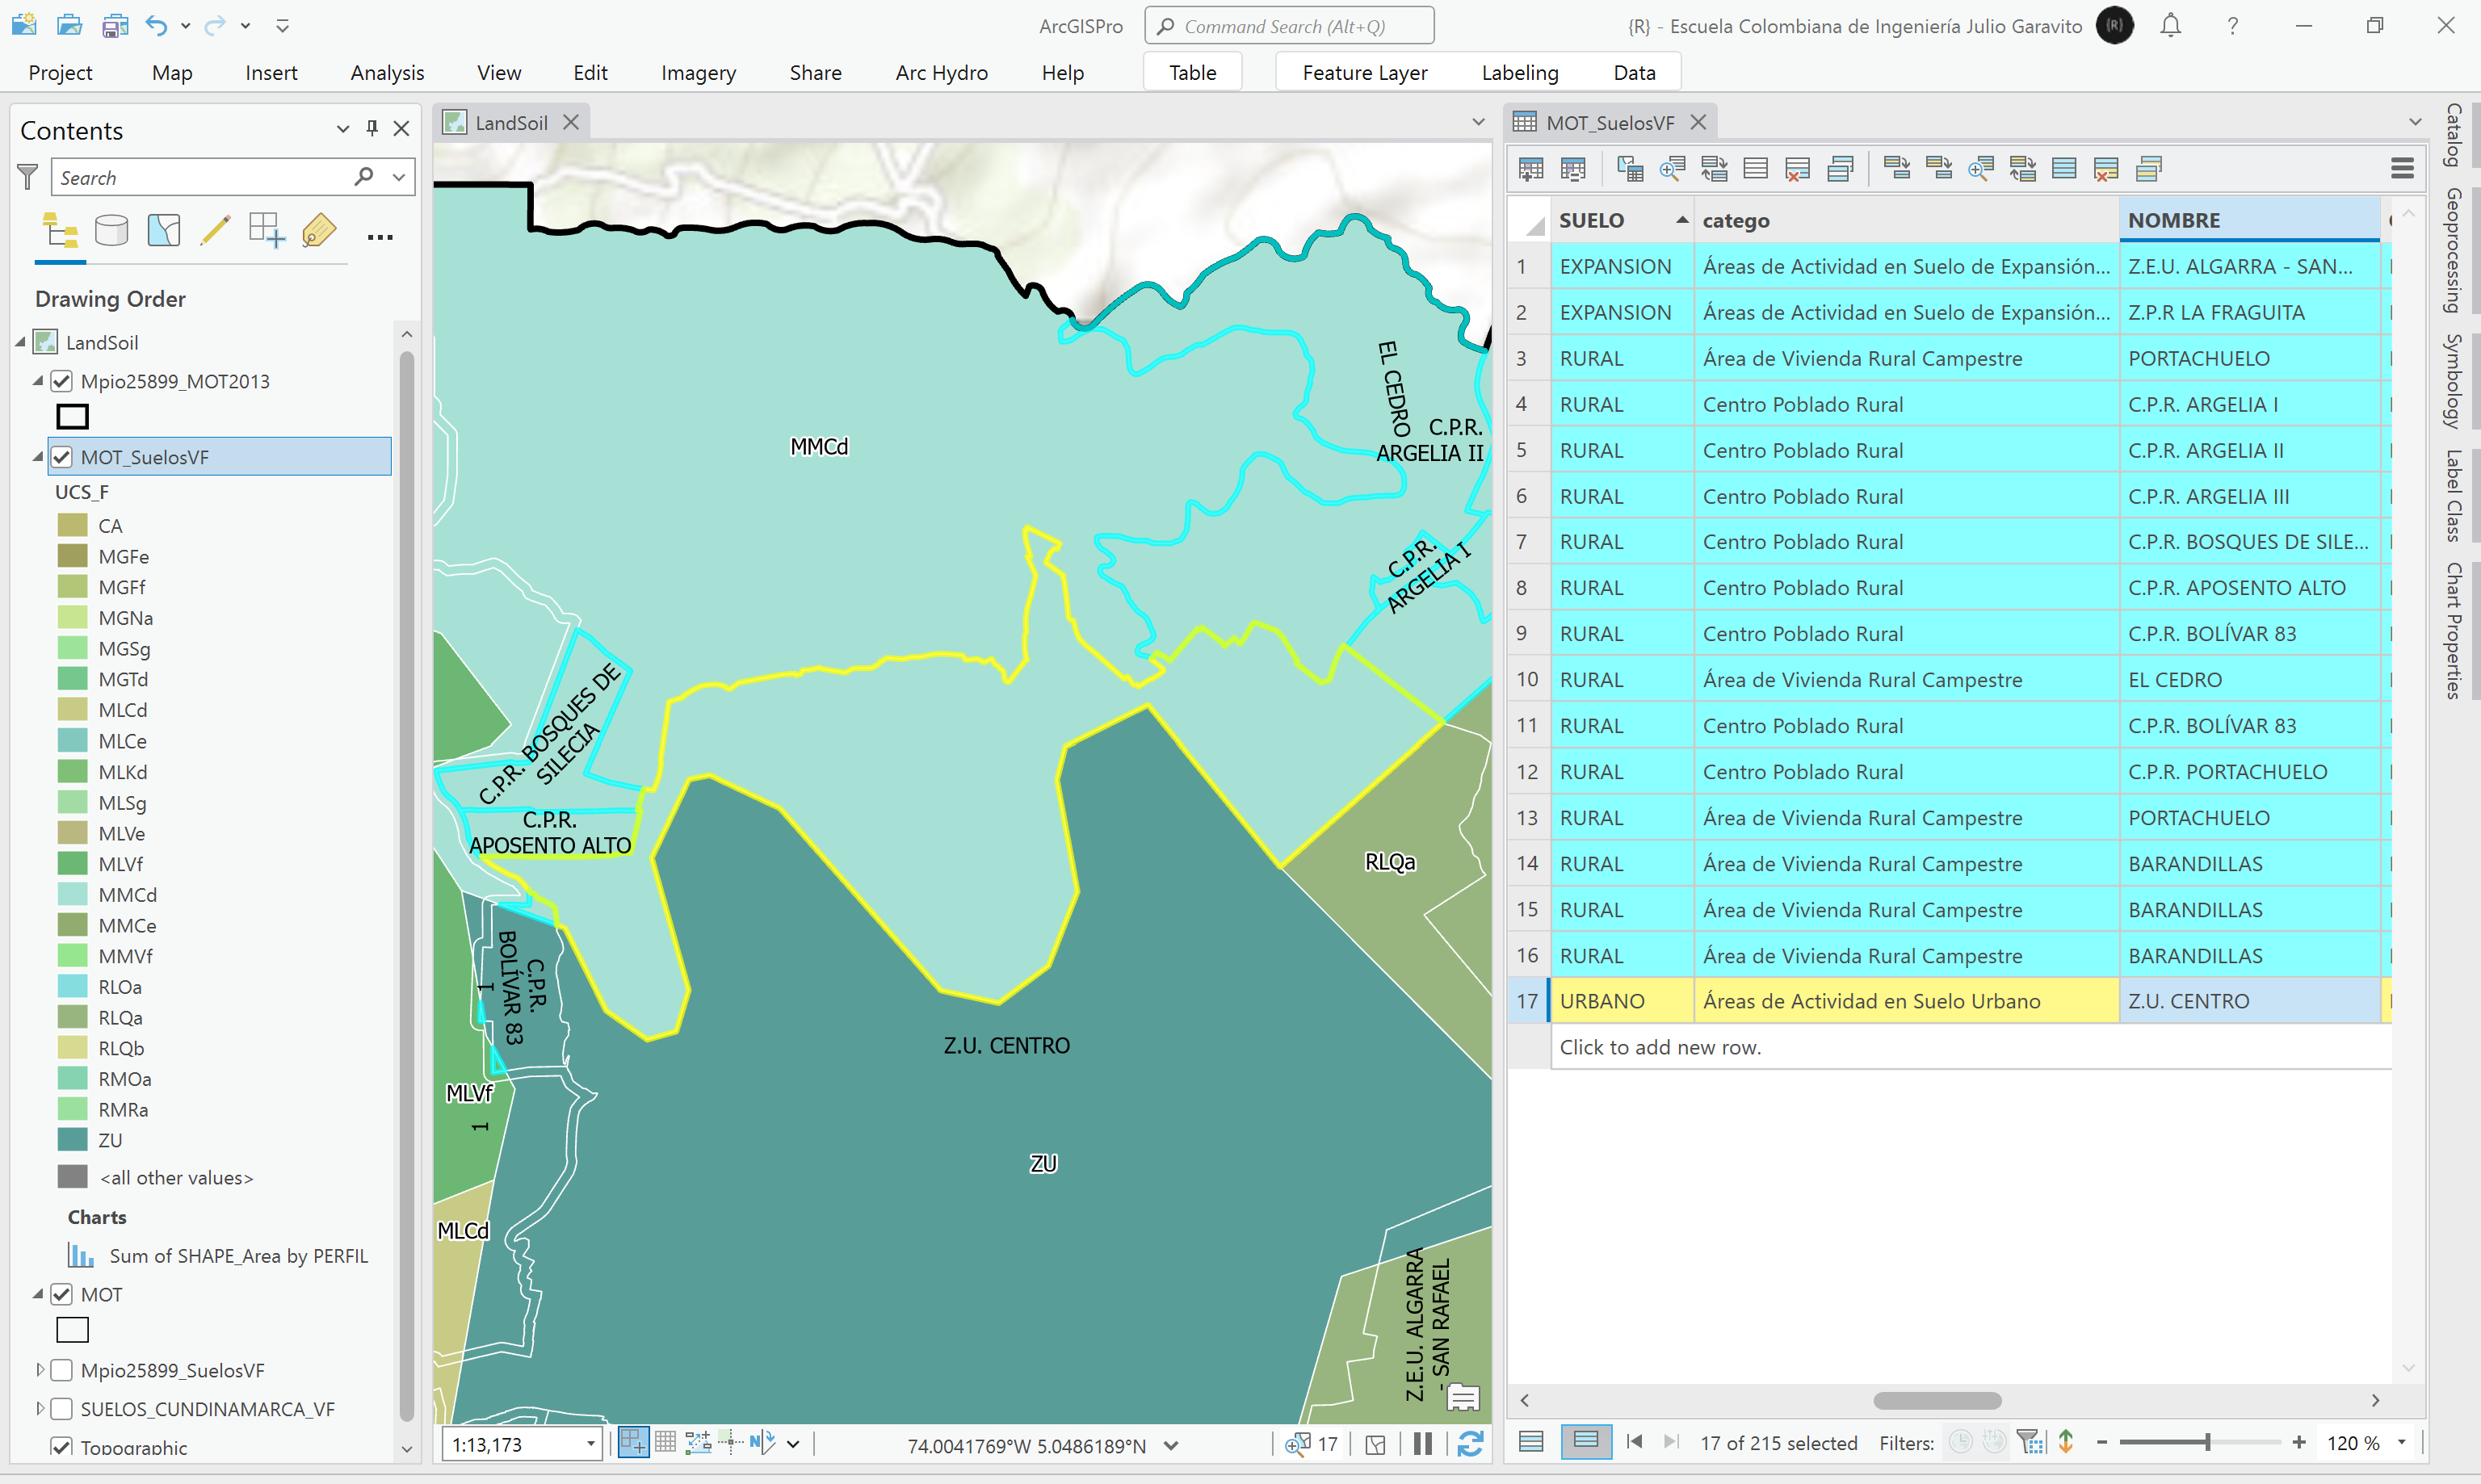 ArcGISPro
Command Search (Alt+Q)
{R} - Escuela Colombiana de Ingeniería Julio Garavito
{R}
?
Project Map Insert Analysis View Edit Imagery Share Arc Hydro Help Table Feature Layer Labeling Data
Contents
Search
Drawing Order
LandSoil
Mpio25899_MOT2013
MOT_SuelosVF
UCS_F
CA
MGFe
MGFf
MGNa
MGSg
MGTd
MLCd
MLCe
MLKd
MLSg
MLVe
MLVf
MMCd
MMCe
MMVf
RLOa
RLQa
RLQb
RMOa
RMRa
ZU
<all other values>
Charts
Sum of SHAPE_Area by PERFIL
MOT
Mpio25899_SuelosVF
SUELOS_CUNDINAMARCA_VF
Topographic
LandSoil
MMCd
EL CEDRO
C.P.R.
ARGELIA II
C.P.R.
ARGELIA I
C.P.R. BOSQUES DE
SILECIA
C.P.R.
APOSENTO ALTO
RLQa
C.P.R.
BOLÍVAR 83
1
Z.U. CENTRO
MLVf
1
ZU
MLCd
Z.E.U. ALGARRA
- SAN RAFAEL
1:13,173
N
74.0041769°W 5.0486189°N
17
MOT_SuelosVF
SUELO catego NOMBRE
1 EXPANSION Áreas de Actividad en Suelo de Expansión... Z.E.U. ALGARRA - SAN...
2 EXPANSION Áreas de Actividad en Suelo de Expansión... Z.P.R LA FRAGUITA
3 RURAL Área de Vivienda Rural Campestre PORTACHUELO
4 RURAL Centro Poblado Rural C.P.R. ARGELIA I
5 RURAL Centro Poblado Rural C.P.R. ARGELIA II
6 RURAL Centro Poblado Rural C.P.R. ARGELIA III
7 RURAL Centro Poblado Rural C.P.R. BOSQUES DE SILE...
8 RURAL Centro Poblado Rural C.P.R. APOSENTO ALTO
9 RURAL Centro Poblado Rural C.P.R. BOLÍVAR 83
10 RURAL Área de Vivienda Rural Campestre EL CEDRO
11 RURAL Centro Poblado Rural C.P.R. BOLÍVAR 83
12 RURAL Centro Poblado Rural C.P.R. PORTACHUELO
13 RURAL Área de Vivienda Rural Campestre PORTACHUELO
14 RURAL Área de Vivienda Rural Campestre BARANDILLAS
15 RURAL Área de Vivienda Rural Campestre BARANDILLAS
16 RURAL Área de Vivienda Rural Campestre BARANDILLAS
17 URBANO Áreas de Actividad en Suelo Urbano Z.U. CENTRO
Click to add new row.
17 of 215 selected
Filters:
120 %
Catalog
Geoprocessing
Symbology
Label Class
Chart Properties